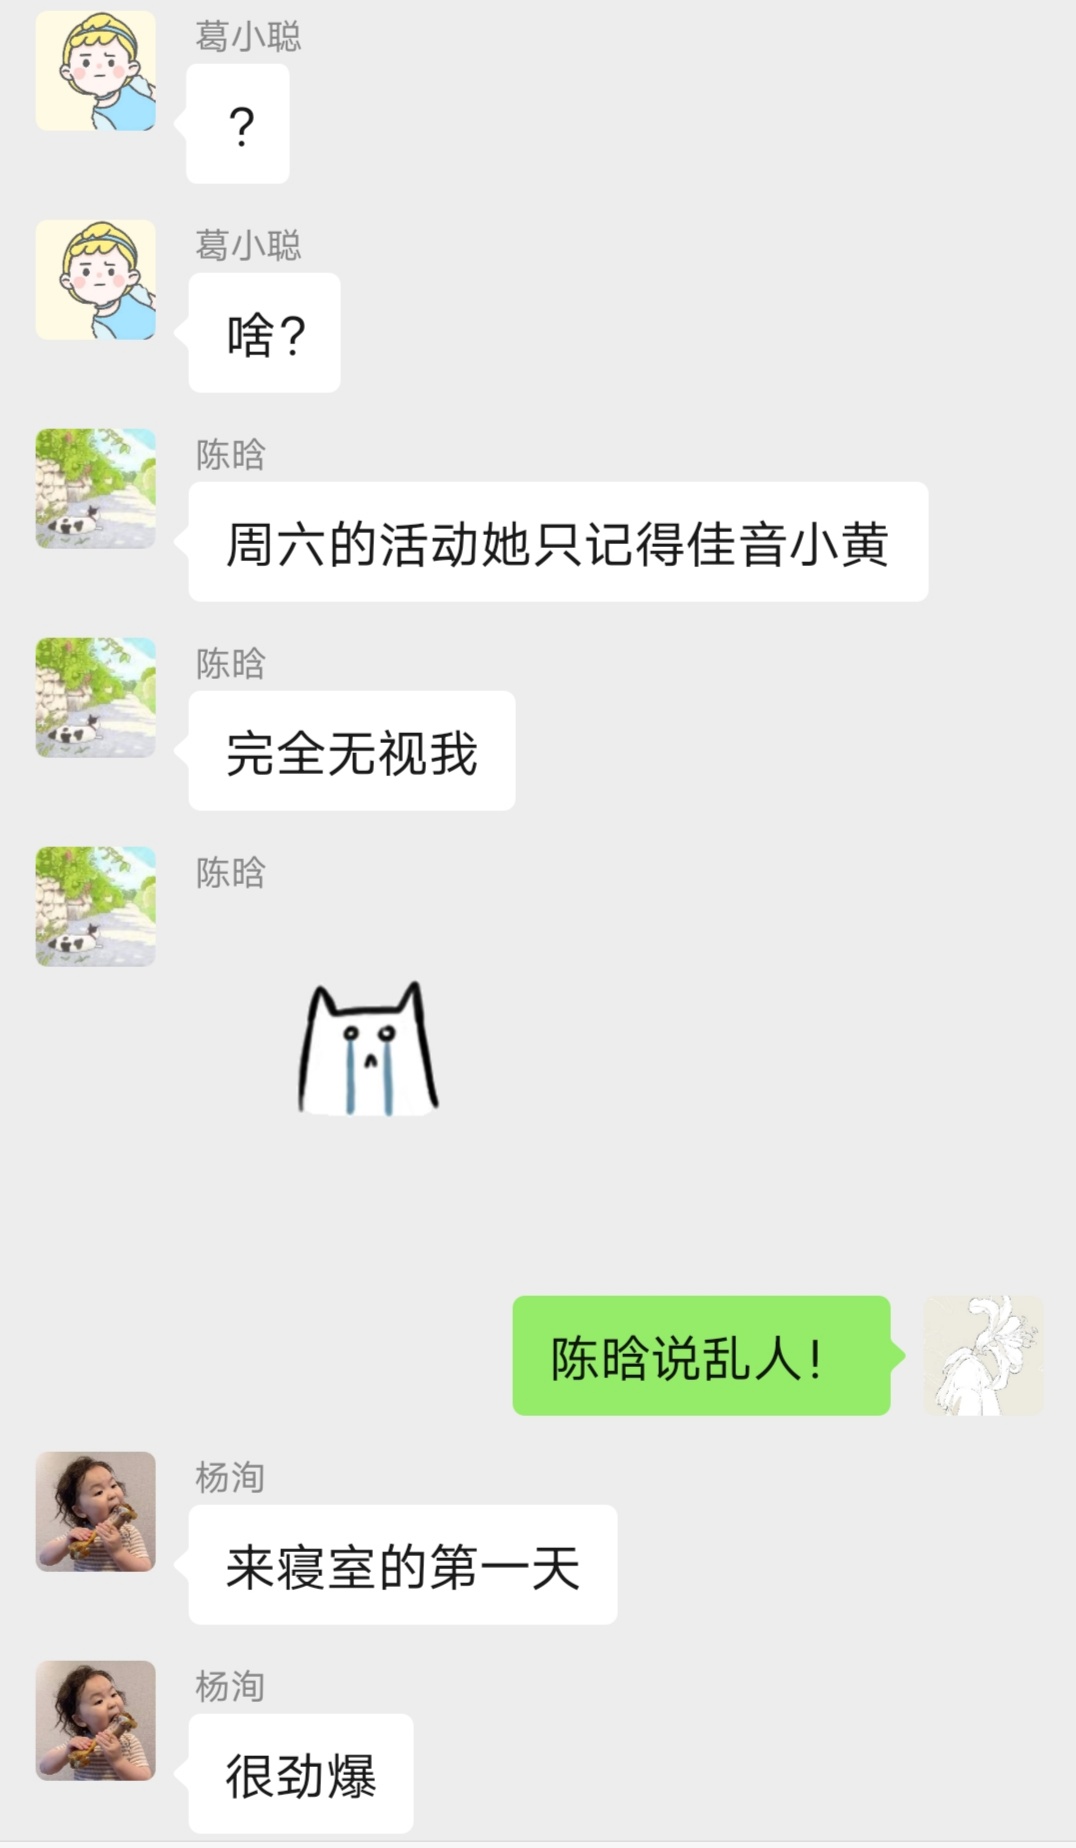 葛小聪
?
葛小聪
啥?
陈晗
周六的活动她只记得佳音小黄
陈晗
完全无视我
陈晗
陈晗说乱人!
杨洵
来寝室的第一天
杨洵
很劲爆